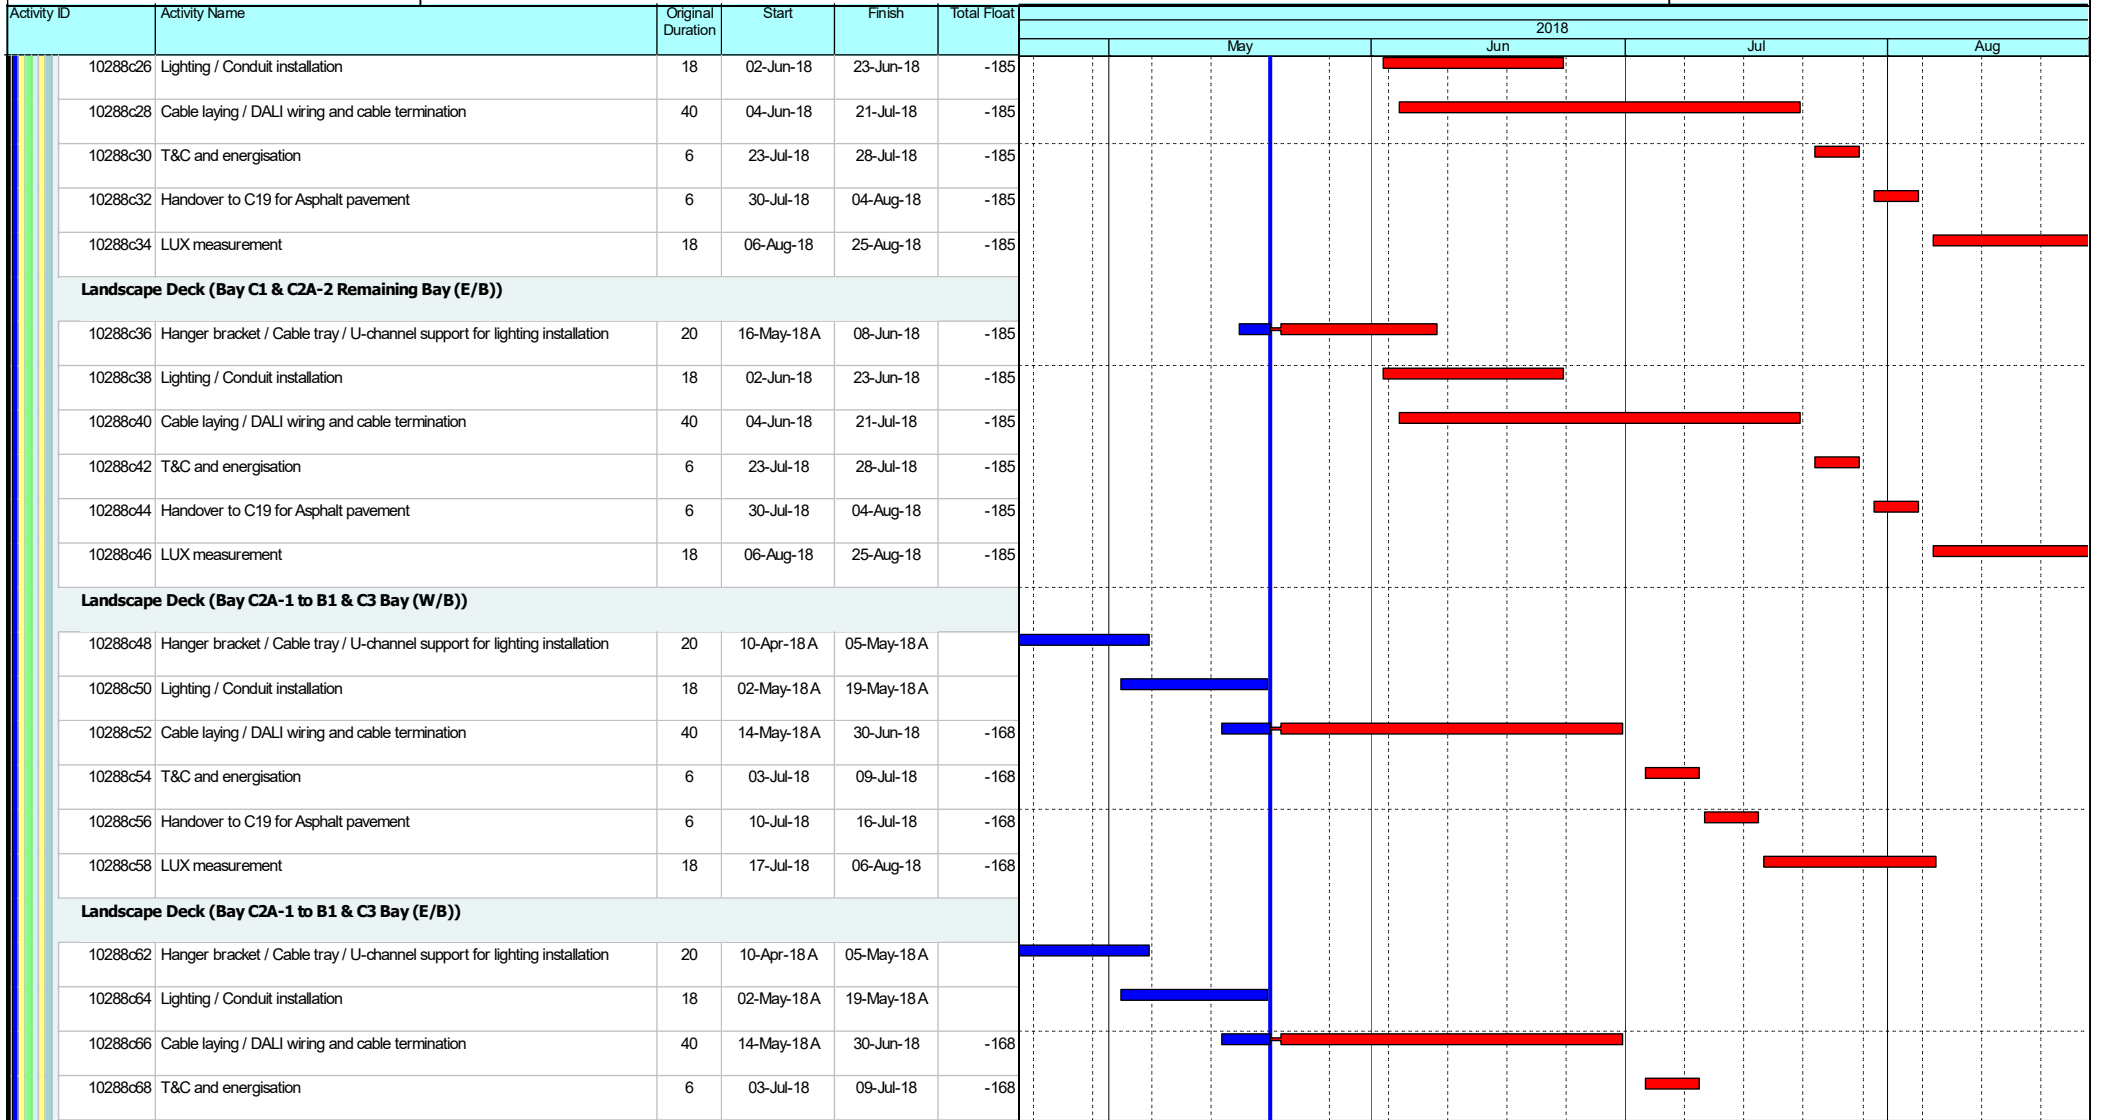 Activity ID Activity Name Original Duration Start Finish Total Float
2018
May Jun Jul Aug
10288c26 Lighting / Conduit installation 18 02-Jun-18 23-Jun-18 -185
10288c28 Cable laying / DALI wiring and cable termination 40 04-Jun-18 21-Jul-18 -185
10288c30 T&C and energisation 6 23-Jul-18 28-Jul-18 -185
10288c32 Handover to C19 for Asphalt pavement 6 30-Jul-18 04-Aug-18 -185
10288c34 LUX measurement 18 06-Aug-18 25-Aug-18 -185
Landscape Deck (Bay C1 & C2A-2 Remaining Bay (E/B))
10288c36 Hanger bracket / Cable tray / U-channel support for lighting installation 20 16-May-18 A 08-Jun-18 -185
10288c38 Lighting / Conduit installation 18 02-Jun-18 23-Jun-18 -185
10288c40 Cable laying / DALI wiring and cable termination 40 04-Jun-18 21-Jul-18 -185
10288c42 T&C and energisation 6 23-Jul-18 28-Jul-18 -185
10288c44 Handover to C19 for Asphalt pavement 6 30-Jul-18 04-Aug-18 -185
10288c46 LUX measurement 18 06-Aug-18 25-Aug-18 -185
Landscape Deck (Bay C2A-1 to B1 & C3 Bay (W/B))
10288c48 Hanger bracket / Cable tray / U-channel support for lighting installation 20 10-Apr-18 A 05-May-18 A
10288c50 Lighting / Conduit installation 18 02-May-18 A 19-May-18 A
10288c52 Cable laying / DALI wiring and cable termination 40 14-May-18 A 30-Jun-18 -168
10288c54 T&C and energisation 6 03-Jul-18 09-Jul-18 -168
10288c56 Handover to C19 for Asphalt pavement 6 10-Jul-18 16-Jul-18 -168
10288c58 LUX measurement 18 17-Jul-18 06-Aug-18 -168
Landscape Deck (Bay C2A-1 to B1 & C3 Bay (E/B))
10288c62 Hanger bracket / Cable tray / U-channel support for lighting installation 20 10-Apr-18 A 05-May-18 A
10288c64 Lighting / Conduit installation 18 02-May-18 A 19-May-18 A
10288c66 Cable laying / DALI wiring and cable termination 40 14-May-18 A 30-Jun-18 -168
10288c68 T&C and energisation 6 03-Jul-18 09-Jul-18 -168